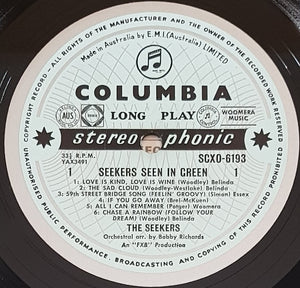 ALL RIGHTS OF THE MANUFACTURER AND OF THE OWNER OF THE RECORDED WORK RESERVED
UNAUTHORISED PUBLIC PERFORMANCE, BROADCASTING AND COPYING OF THIS RECORD PROHIBITED
Made in Australia by E.M.I. (Australia) LIMITED
COLUMBIA
AUS LONG PLAY WOOMERA
MUSIC
stereophonic
33⅓ R.P.M. SCXO-6193
YAX3491
1 SEEKERS SEEN IN GREEN 1
1: LOVE IS KIND, LOVE IS WINE (Woodley) Belinda
2: THE SAD CLOUD (Woodley-Westlake) Belinda
3: 59th STREET BRIDGE SONG (FEELIN' GROOVY) (Simon) Essex
4: IF YOU GO AWAY (Brel-McKuen)
5: ALL I CAN REMEMBER (Potger) Woomera
6: CHASE A RAINBOW (FOLLOW YOUR
DREAM) (Woodley) Belinda
THE SEEKERS
Orchestral arr. by Bobby Richards
An "FXB" Production